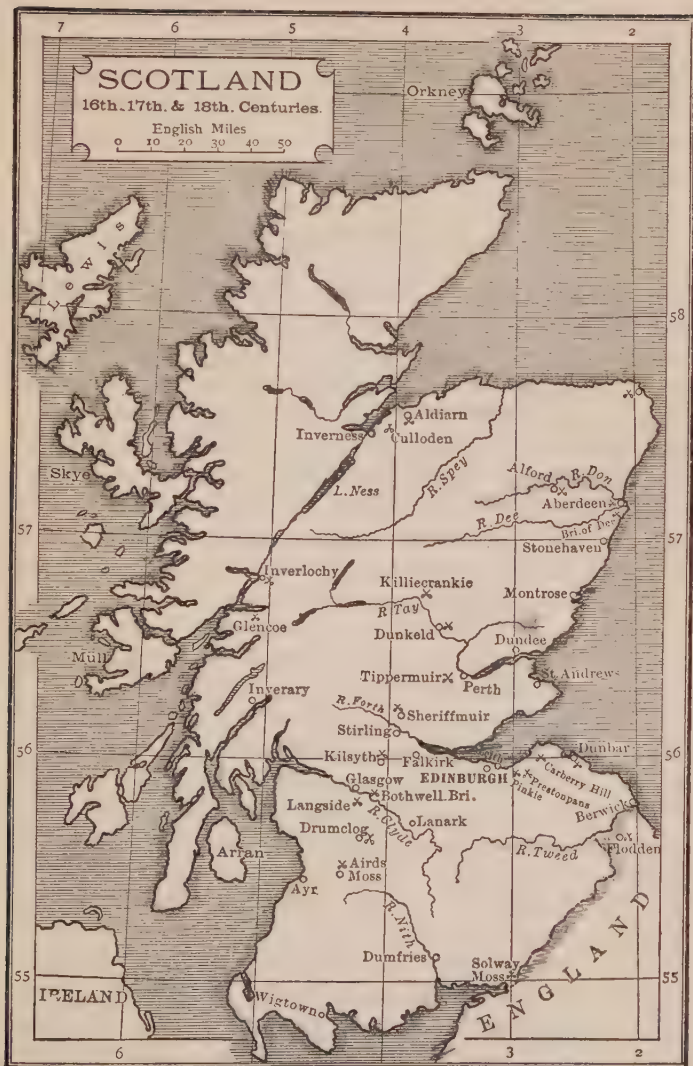 7 6 5 4 3 2
SCOTLAND
16th. 17th. & 18th. Centuries.
English Miles
0 10 20 30 40 50
Orkney
Lewis
58
Aldiarn
Inverness
Culloden
Skye
L. Ness
R. Spey
Alford
R. Don
Aberdeen
R. Dee
Bri. of Dee
57
57
Stonehaven
Inverlochy
Killiecrankie
Montrose
R Tay
Glencoe
Dunkeld
Mull
Dundee
Tippermuir
Perth
St. Andrews
Inverary
R. Forth
Sheriffmuir
Stirling
56
56
Kilsyth
Falkirk
Leith
Dunbar
EDINBURGH
Carberry Hill
Prestonpans
Pinkie
Glasgow
Bothwell. Bri.
Langside
R. Clyde
Lanark
Berwick
Drumclog
R. Tweed
Flodden
Arran
Airds
Moss
Ayr
R. Nith
Dumfries
Solway
Moss
55
55
IRELAND
Wigtown
ENGLAND
6 5 4 3 2